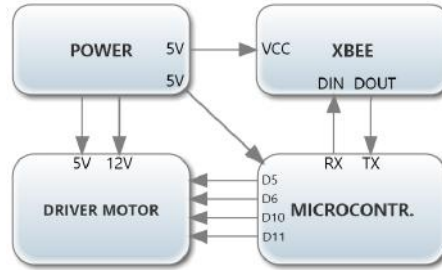 POWER 5V VCC XBEE
5V DIN DOUT
5V 12V RX TX
DRIVER MOTOR D5 MICROCONTR.
D6
D10
D11